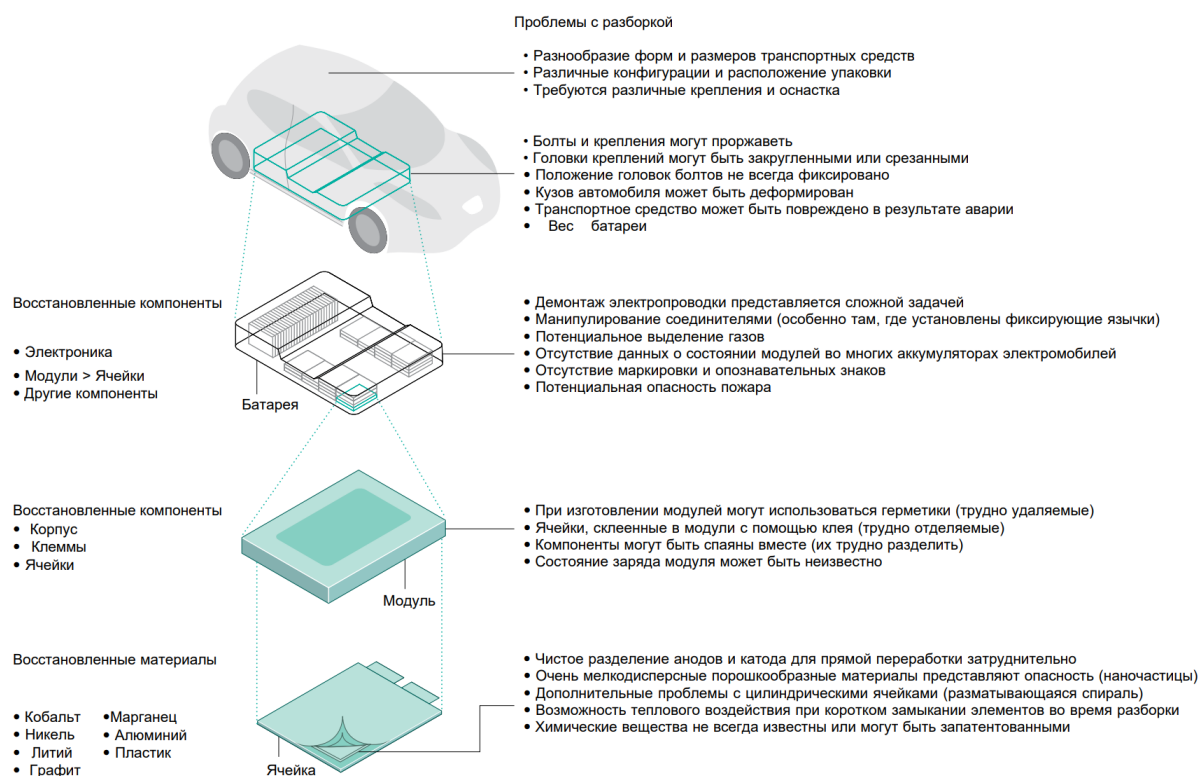 Проблемы с разборкой
• Разнообразие форм и размеров транспортных средств
• Различные конфигурации и расположение упаковки
• Требуются различные крепления и оснастка
• Болты и крепления могут проржаветь
• Головки креплений могут быть закругленными или срезанными
• Положение головок болтов не всегда фиксировано
• Кузов автомобиля может быть деформирован
• Транспортное средство может быть повреждено в результате аварии
• Вес батареи
Восстановленные компоненты
• Электроника
• Модули > Ячейки
• Другие компоненты
Батарея
• Демонтаж электропроводки представляется сложной задачей
• Манипулирование соединителями (особенно там, где установлены фиксирующие язычки)
• Потенциальное выделение газов
• Отсутствие данных о состоянии модулей во многих аккумуляторах электромобилей
• Отсутствие маркировки и опознавательных знаков
• Потенциальная опасность пожара
Восстановленные компоненты
• Корпус
• Клеммы
• Ячейки
Модуль
• При изготовлении модулей могут использоваться герметики (трудно удаляемые)
• Ячейки, склеенные в модули с помощью клея (трудно отделяемые)
• Компоненты могут быть спаяны вместе (их трудно разделить)
• Состояние заряда модуля может быть неизвестно
Восстановленные материалы
• Кобальт •Марганец
• Никель • Алюминий
• Литий • Пластик
• Графит
Ячейка
• Чистое разделение анодов и катода для прямой переработки затруднительно
• Очень мелкодисперсные порошкообразные материалы представляют опасность (наночастицы)
• Дополнительные проблемы с цилиндрическими ячейками (разматывающаяся спираль)
• Возможность теплового воздействия при коротком замыкании элементов во время разборки
• Химические вещества не всегда известны или могут быть запатентованными